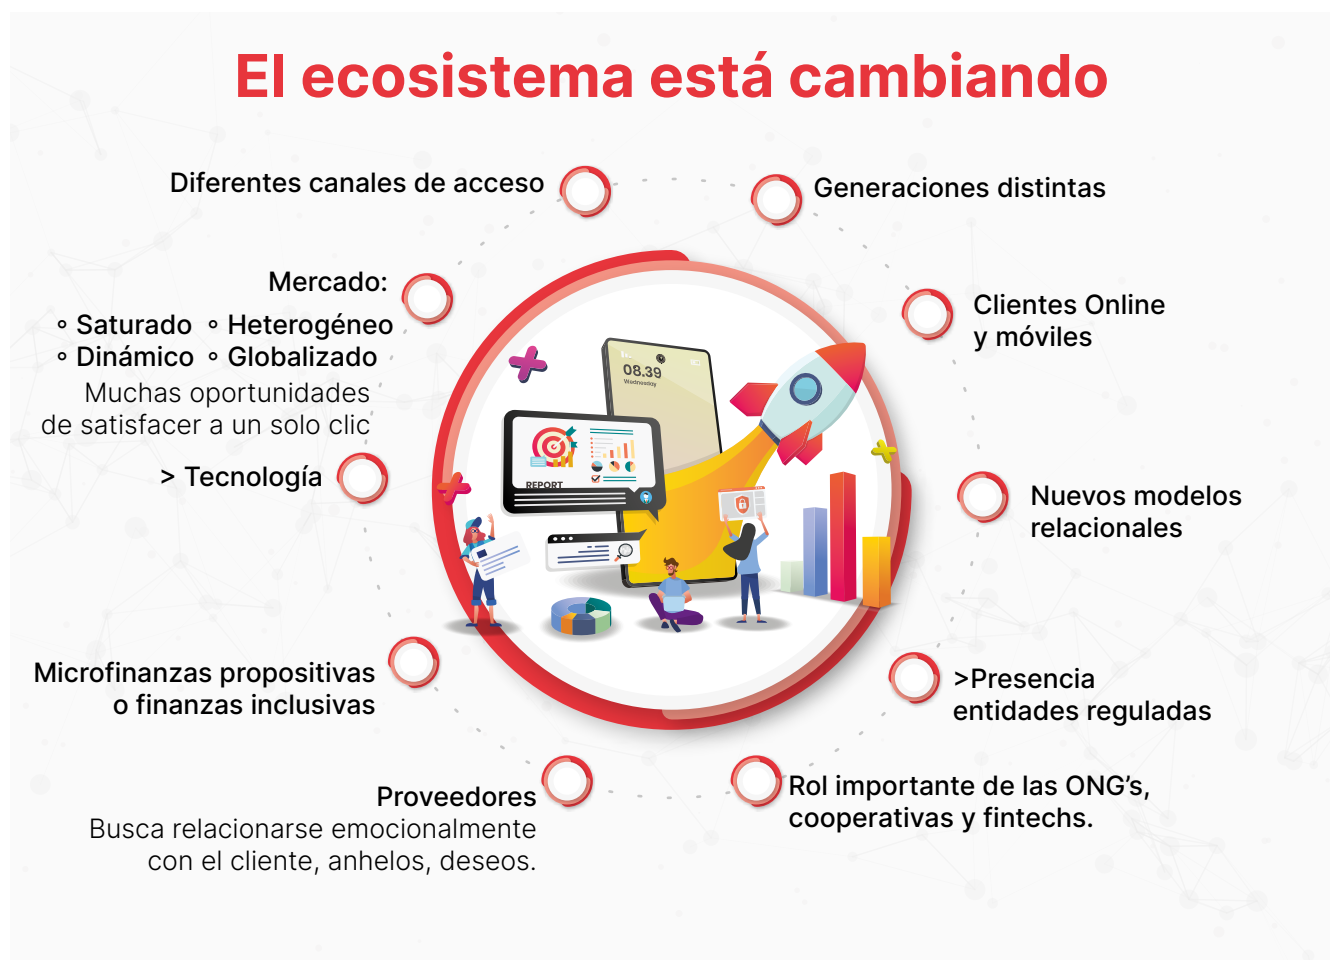 El ecosistema está cambiando
Diferentes canales de acceso
Generaciones distintas
Mercado:
° Saturado ° Heterogéneo
° Dinámico ° Globalizado
Muchas oportunidades
de satisfacer a un solo clic
Clientes Online
y móviles
> Tecnología
Nuevos modelos
relacionales
Microfinanzas propositivas
o finanzas inclusivas
>Presencia
entidades reguladas
Proveedores
Busca relacionarse emocionalmente
con el cliente, anhelos, deseos.
Rol importante de las ONG’s,
cooperativas y fintechs.
08.39
Wednesday
REPORT